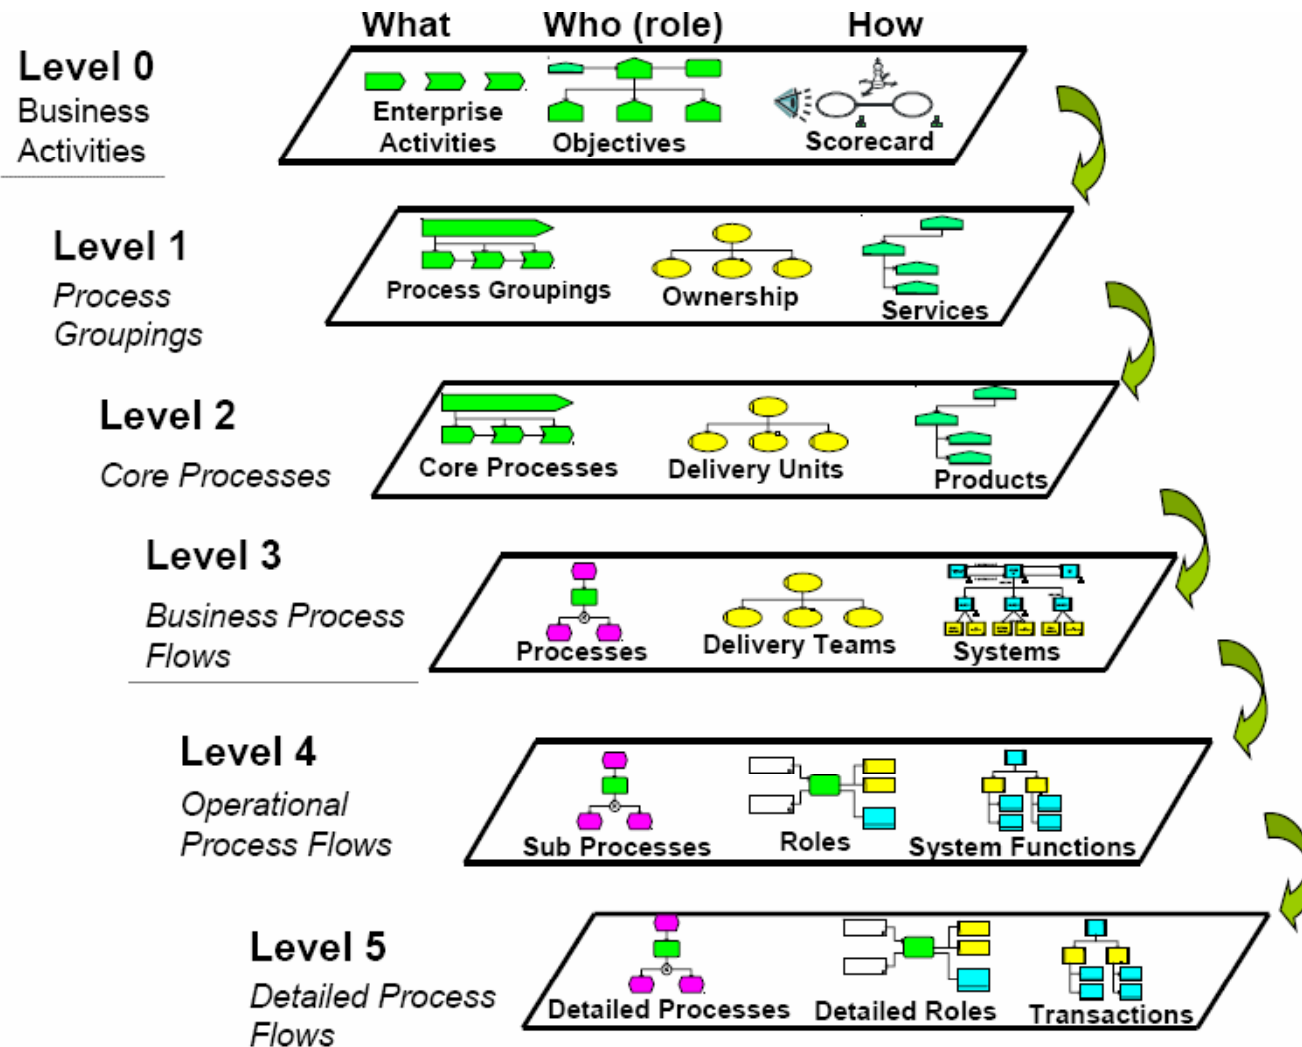 What Who (role) How
Level 0
Business
Activities
Enterprise
Activities
Objectives
Scorecard
Level 1
Process
Groupings
Process Groupings
Ownership
Services
Level 2
Core Processes
Core Processes
Delivery Units
Products
Level 3
Business Process
Flows
Processes
Delivery Teams
Systems
Level 4
Operational
Process Flows
Sub Processes
Roles
System Functions
Level 5
Detailed Process
Flows
Detailed Processes
Detailed Roles
Transactions